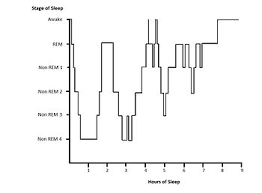 Stage of Sleep
Awake
REM
Non REM 1
Non REM 2
Non REM 3
Non REM 4
1 2 3 4 5 6 7 8 9
Hours of Sleep